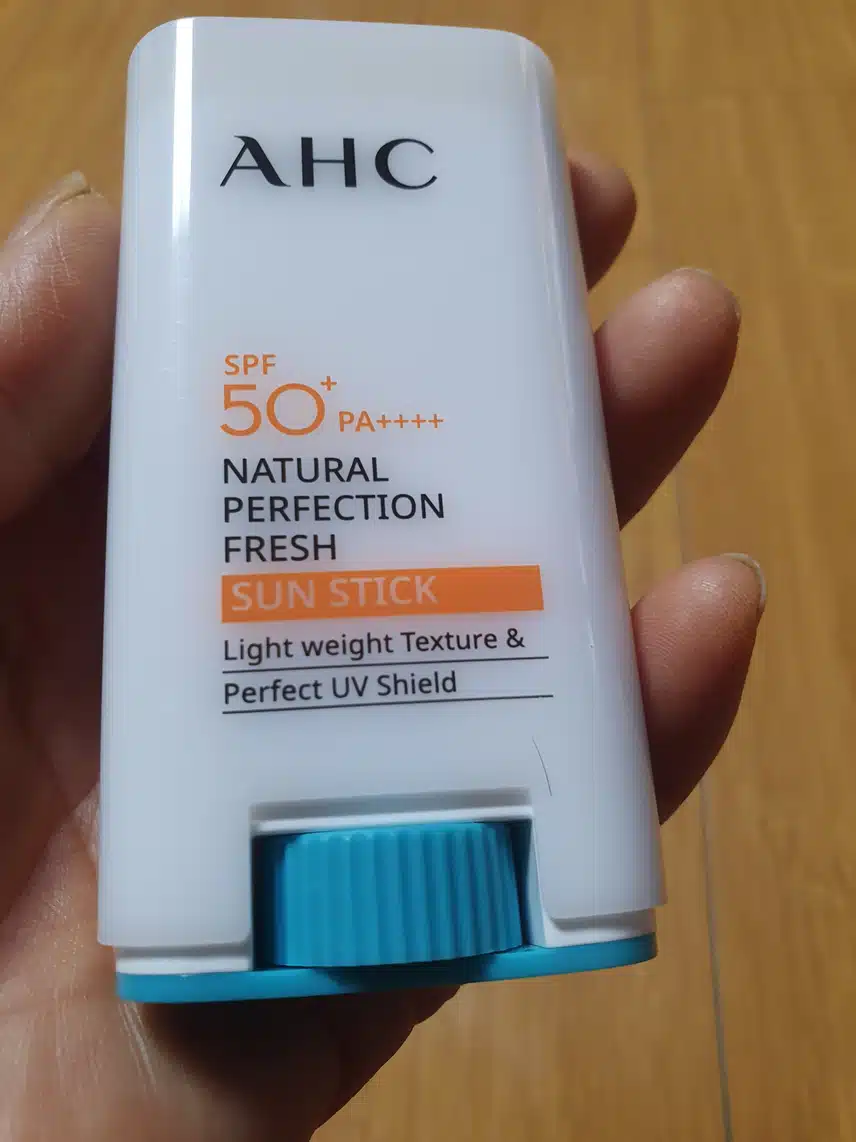 AHC
SPF
50+ PA++++
NATURAL
PERFECTION
FRESH
SUN STICK
Light weight Texture &
Perfect UV Shield